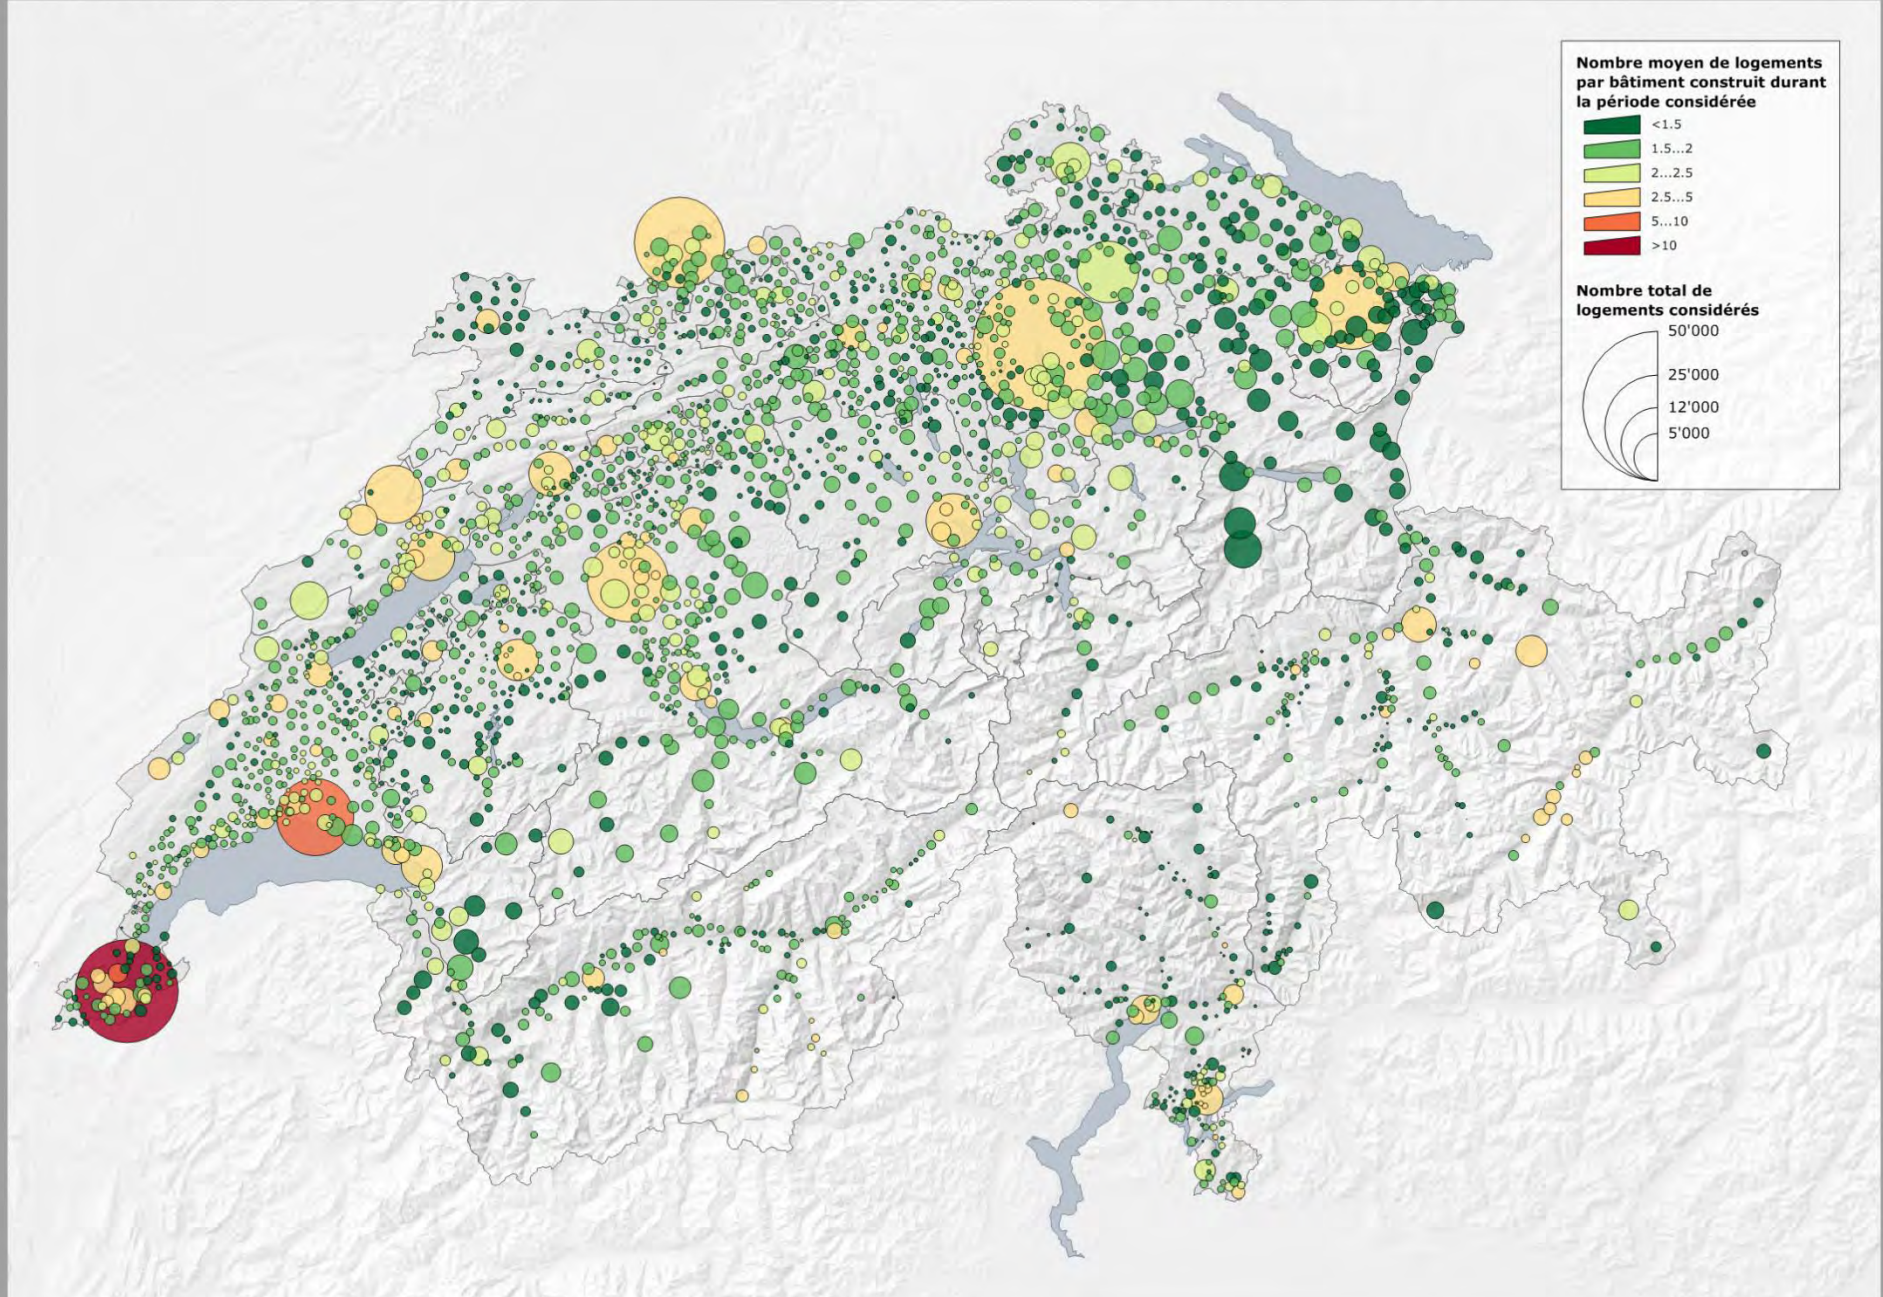 Nombre moyen de logements
par bâtiment construit durant
la période considérée
<1.5
1.5...2
2...2.5
2.5...5
5...10
>10
Nombre total de
logements considérés
50'000
25'000
12'000
5'000